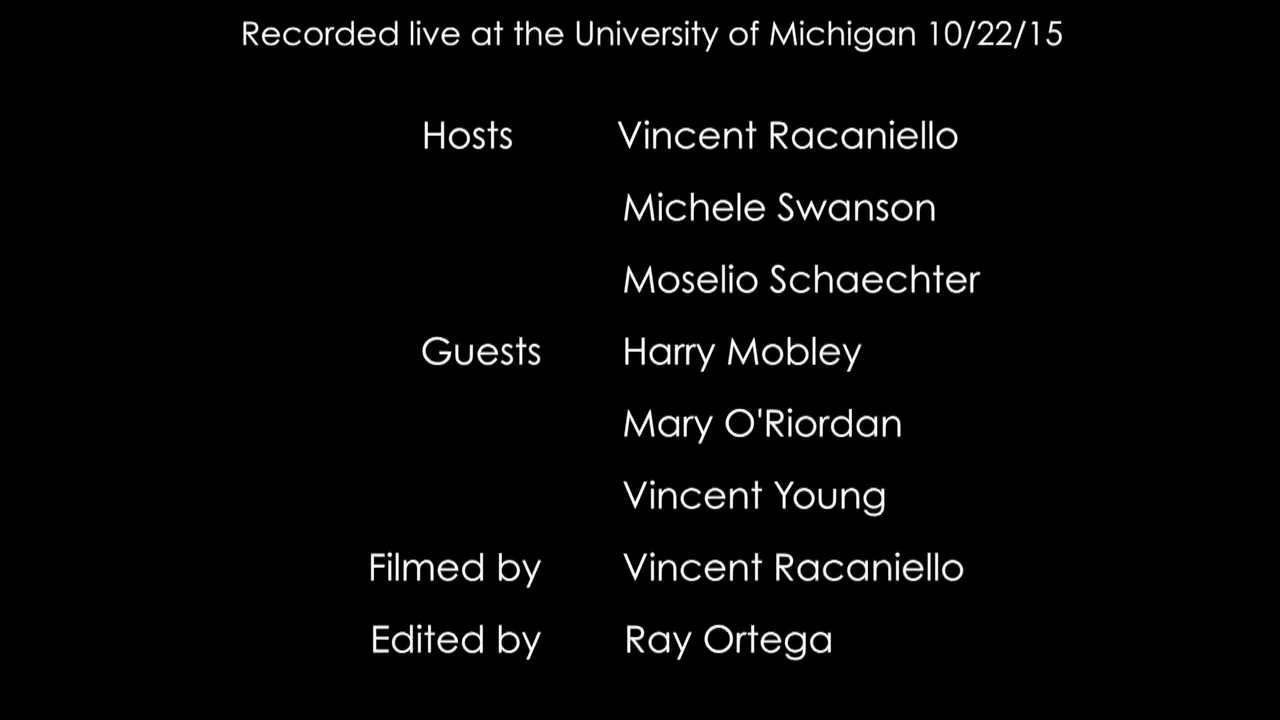 Recorded live at the University of Michigan 10/22/15
Hosts Vincent Racaniello
Michele Swanson
Moselio Schaechter
Guests Harry Mobley
Mary O'Riordan
Vincent Young
Filmed by Vincent Racaniello
Edited by Ray Ortega